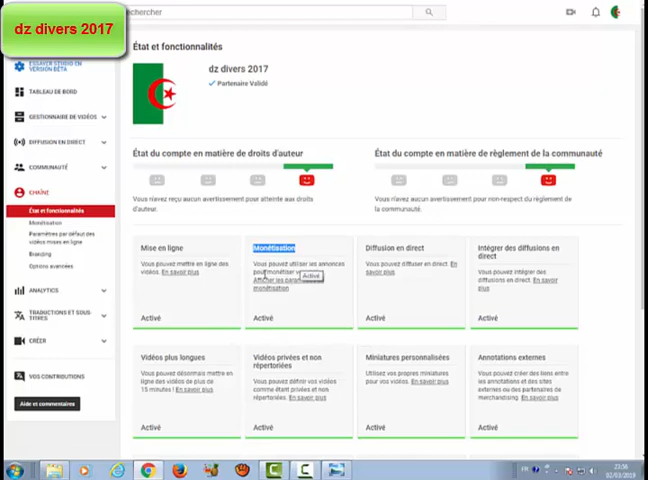 dz divers 2017
chercher
ESSAYER STUDIO EN
VERSION BÊTA
TABLEAU DE BORD
GESTIONNAIRE DE VIDÉOS
DIFFUSION EN DIRECT
COMMUNAUTÉ
CHAÎNE
État et fonctionnalités
Monétisation
Paramètres par défaut des
vidéos mises en ligne
Branding
Options avancées
ANALYTICS
TRADUCTIONS ET SOUS-
TITRES
CRÉER
VOS CONTRIBUTIONS
Aide et commentaires
État et fonctionnalités
dz divers 2017
Partenaire Validé
État du compte en matière de droits d'auteur
Vous n'avez reçu aucun avertissement pour atteinte aux droits
d'auteur.
État du compte en matière de règlement de la communauté
Vous n'avez aucun avertissement pour non-respect du règlement de
la communauté.
Mise en ligne
Vous pouvez mettre en ligne des
vidéos. En savoir plus
Activé
Monétisation
Vous pouvez utiliser les annonces
pour monétiser
Afficher les
monétisation
Activé
Activé
Diffusion en direct
Vous pouvez diffuser en direct. En
savoir plus
Activé
Intégrer des diffusions en
direct
Vous pouvez intégrer des
diffusions en direct. En savoir
plus
Activé
Vidéos plus longues
Vous pouvez désormais mettre en
ligne des vidéos de plus de
15 minutes ! En savoir plus
Activé
Vidéos privées et non
répertoriées
Vous pouvez définir vos vidéos
comme étant privées et non
répertoriées. En savoir plus
Activé
Miniatures personnalisées
Utilisez vos propres miniatures
pour vos vidéos. En savoir plus
Activé
Annotations externes
Vous pouvez créer des liens entre
les annotations et des sites
externes ou des partenaires de
merchandising. En savoir plus
Activé
FR
22:56
02/03/2019